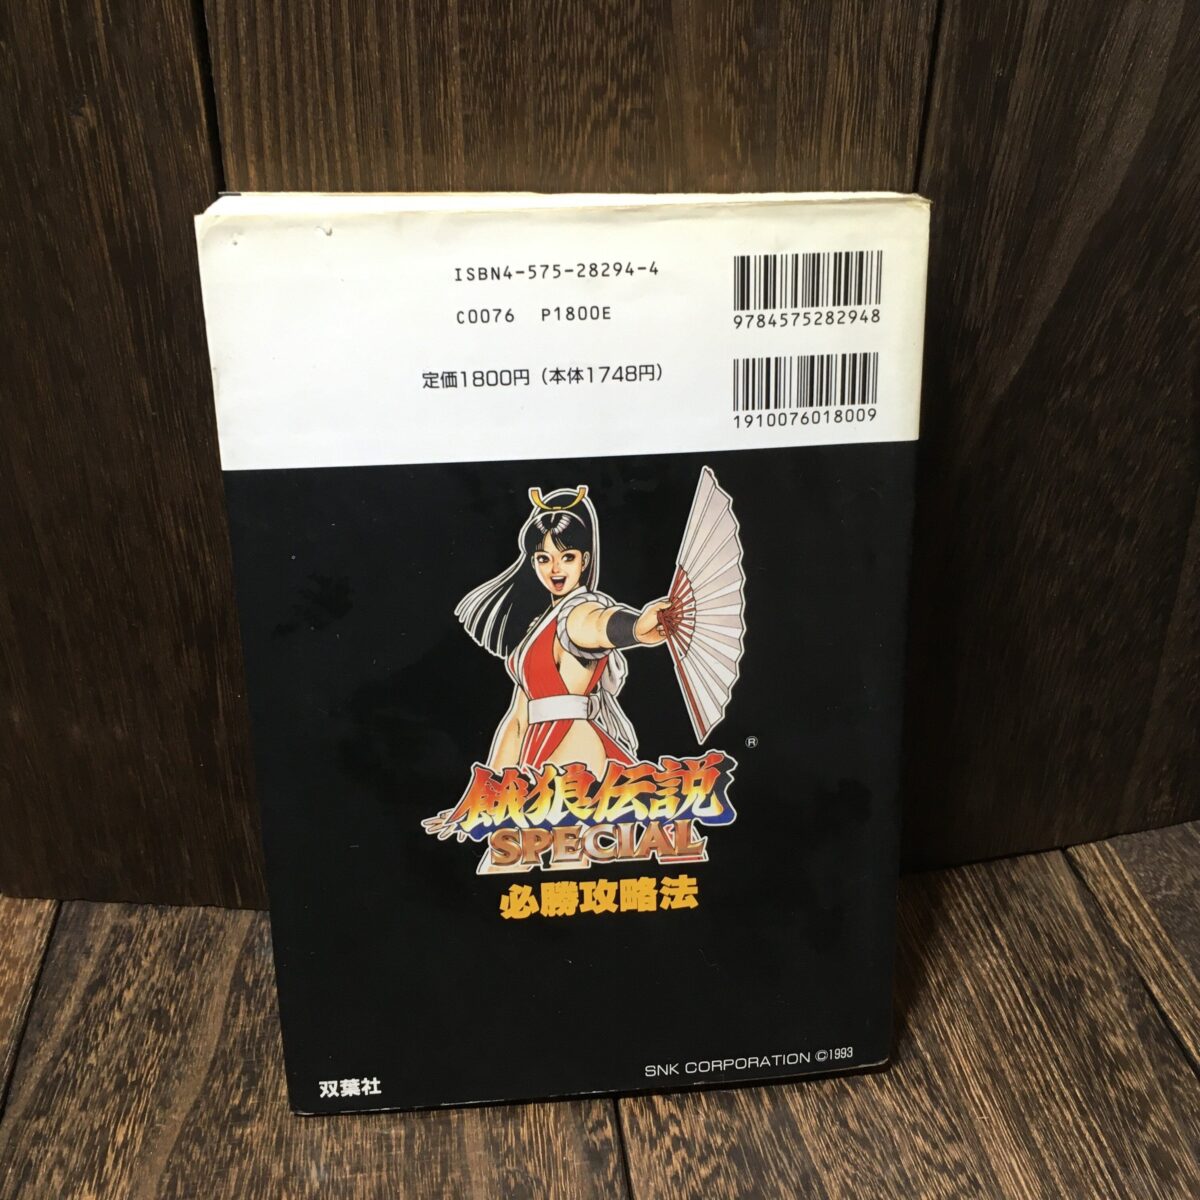 ISBN4-575-28294-4
C0076 P1800E
定価1800円（本体1748円）
9784575282948
1910076018009
®
餓狼伝説
SPECIAL
必勝攻略法
SNK CORPORATION ©1993
双葉社